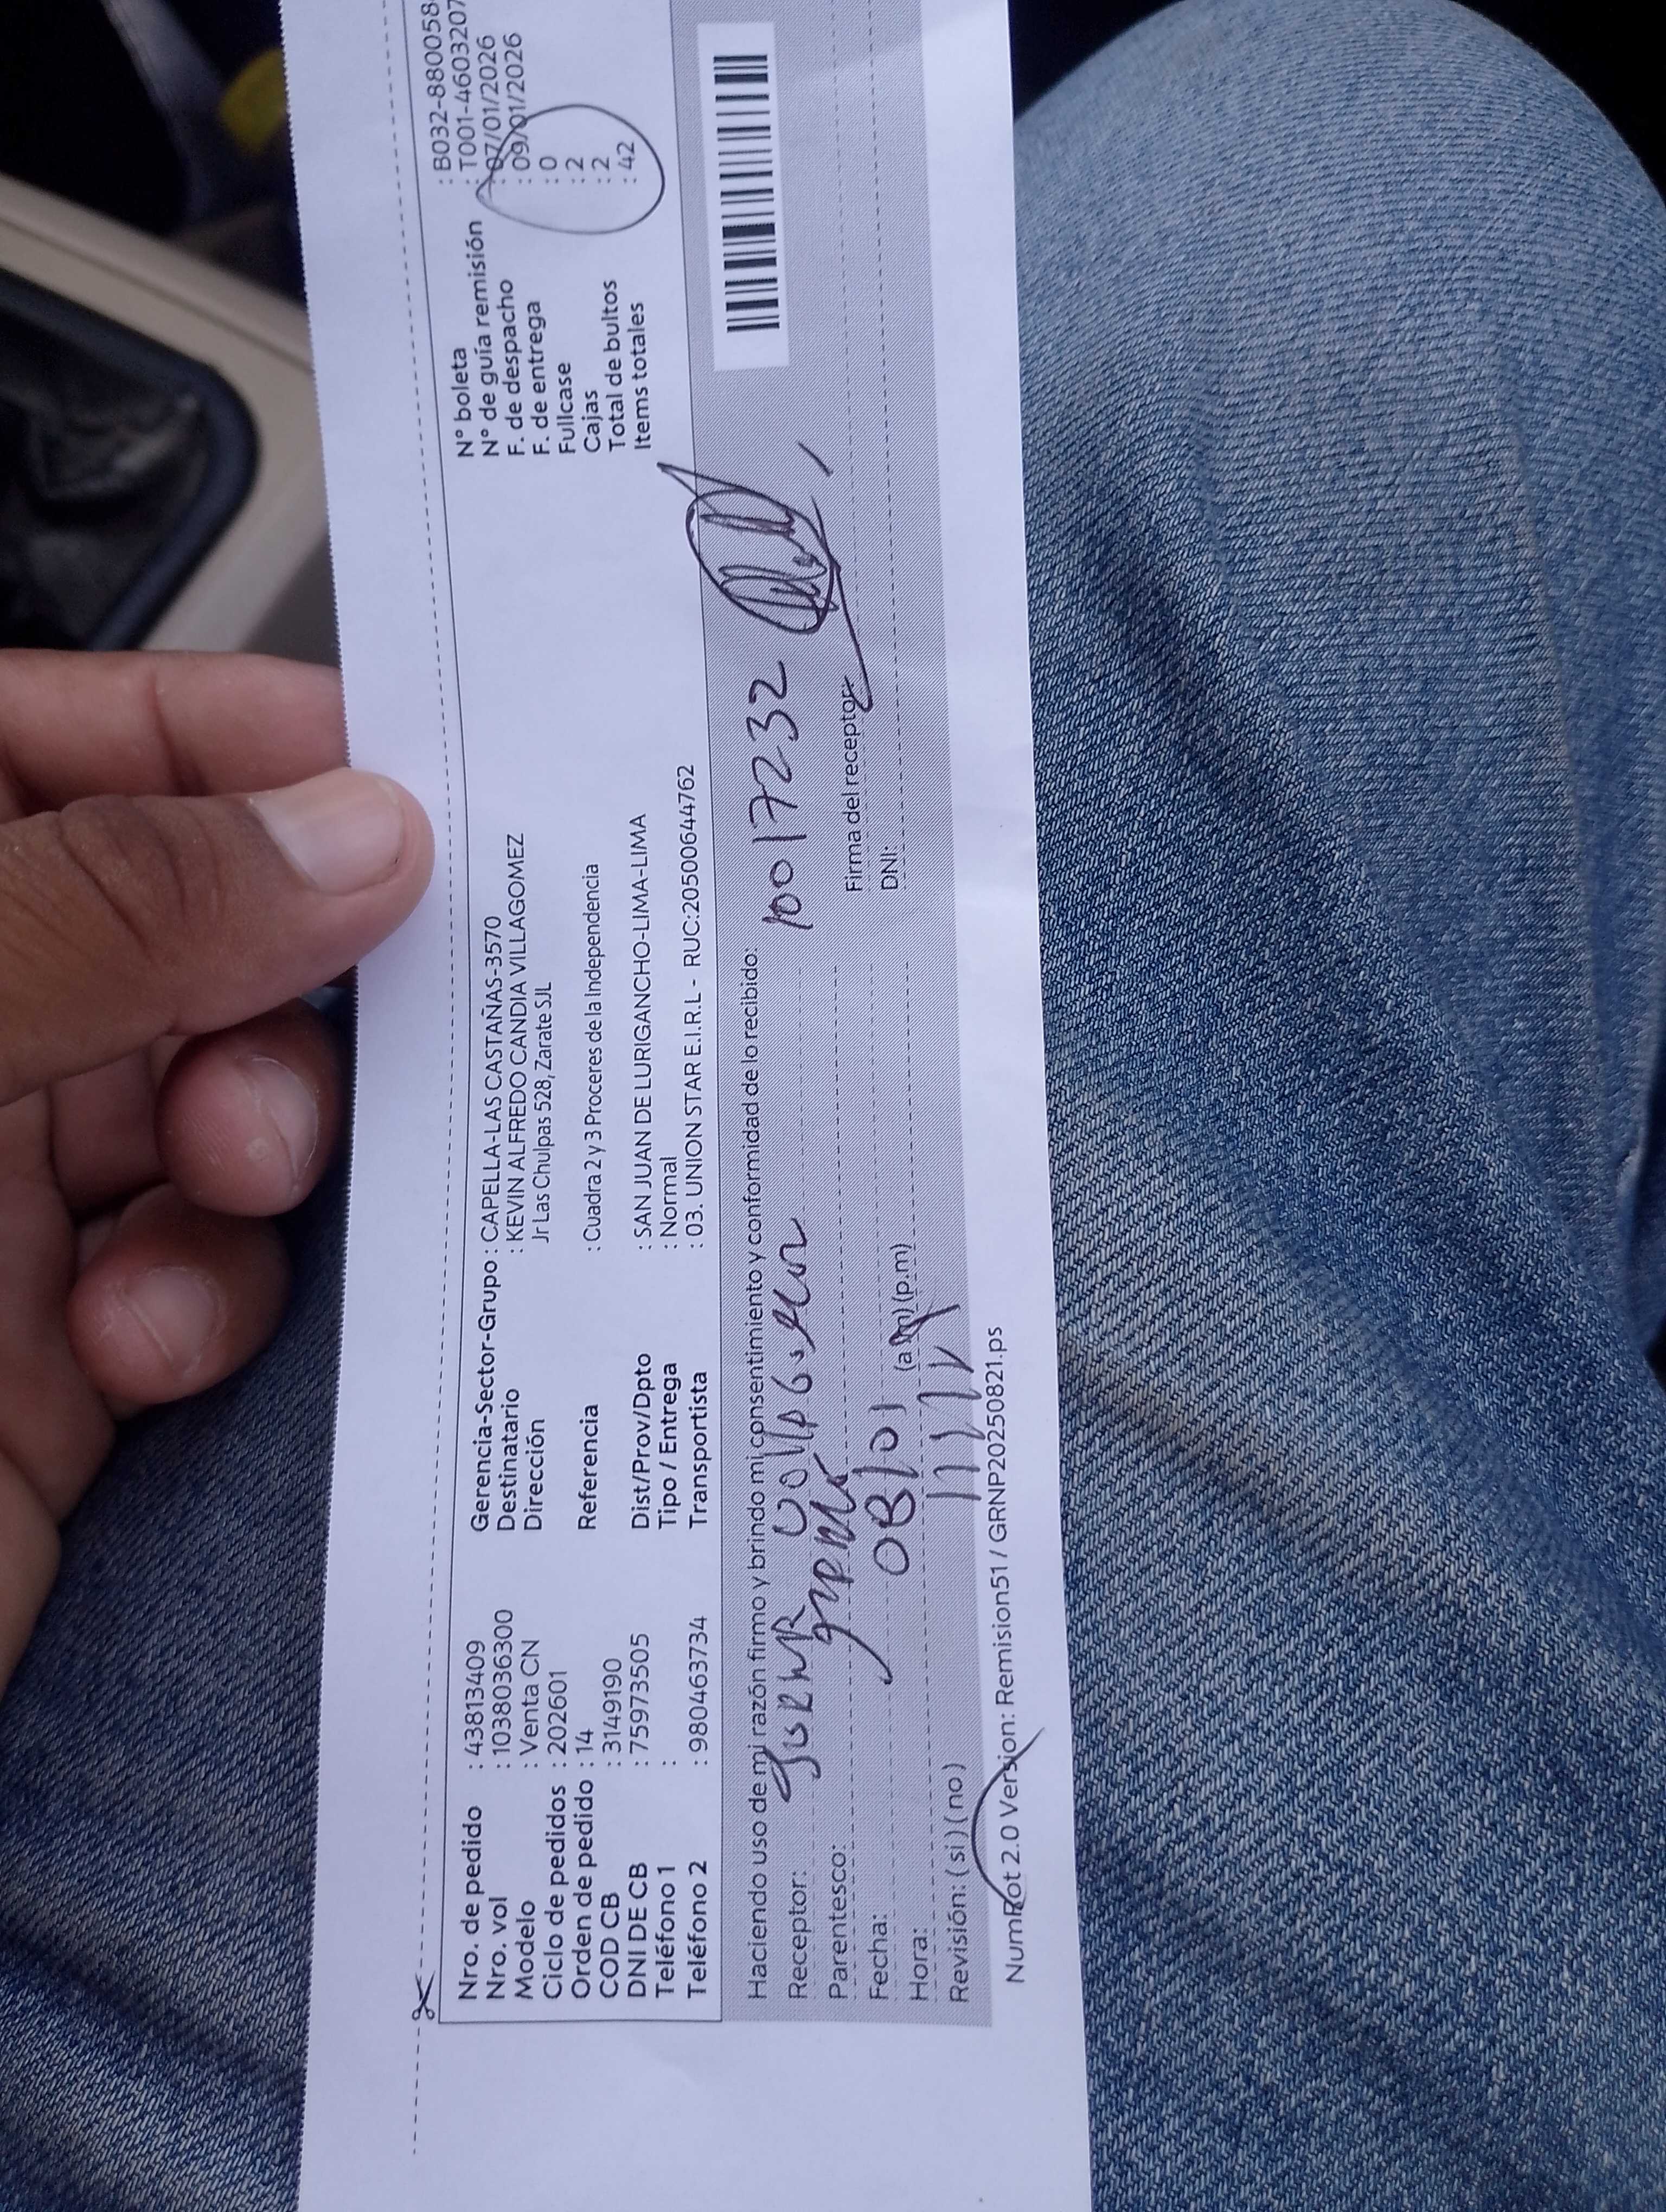 Nro. de pedido : 43813409
Nro. vol : 1038036300
Modelo : Venta CN
Ciclo de pedidos : 202601
Orden de pedido : 14
COD CB : 3149190
DNI DE CB : 75973505
Teléfono 1 :
Teléfono 2 : 980463734
Gerencia-Sector-Grupo : CAPELLA-LAS CASTAÑAS-3570
Destinatario : KEVIN ALFREDO CANDIA VILLAGOMEZ
Dirección Jr Las Chulpas 528, Zarate SJL
Referencia : Cuadra 2 y 3 Proceres de la Independencia
Dist/Prov/Dpto : SAN JUAN DE LURIGANCHO-LIMA-LIMA
Tipo / Entrega : Normal
Transportista : 03. UNION STAR E.I.R.L - RUC:20500644762
N° boleta : B032-8800584
N° de guía remisión : T001-4603207
F. de despacho : 07/01/2026
F. de entrega : 09/01/2026
Fullcase : 0
Cajas : 2
Total de bultos : 2
Items totales : 42
Haciendo uso de mi razón firmo y brindo mi consentimiento y conformidad de lo recibido:
Receptor:
Parentesco:
Fecha: 08/01
Hora: (a.m) (p.m)
Revisión: ( si ) ( no )
10017232
Firma del receptor:
DNI:
NumRot 2.0 Version: Remision51 / GRNP20250821.ps